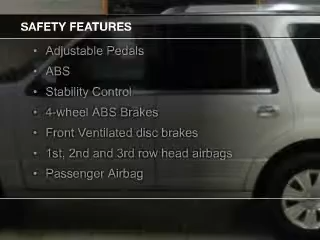 SAFETY FEATURES
• Adjustable Pedals
• ABS
• Stability Control
• 4-wheel ABS Brakes
• Front Ventilated disc brakes
• 1st, 2nd and 3rd row head airbags
• Passenger Airbag